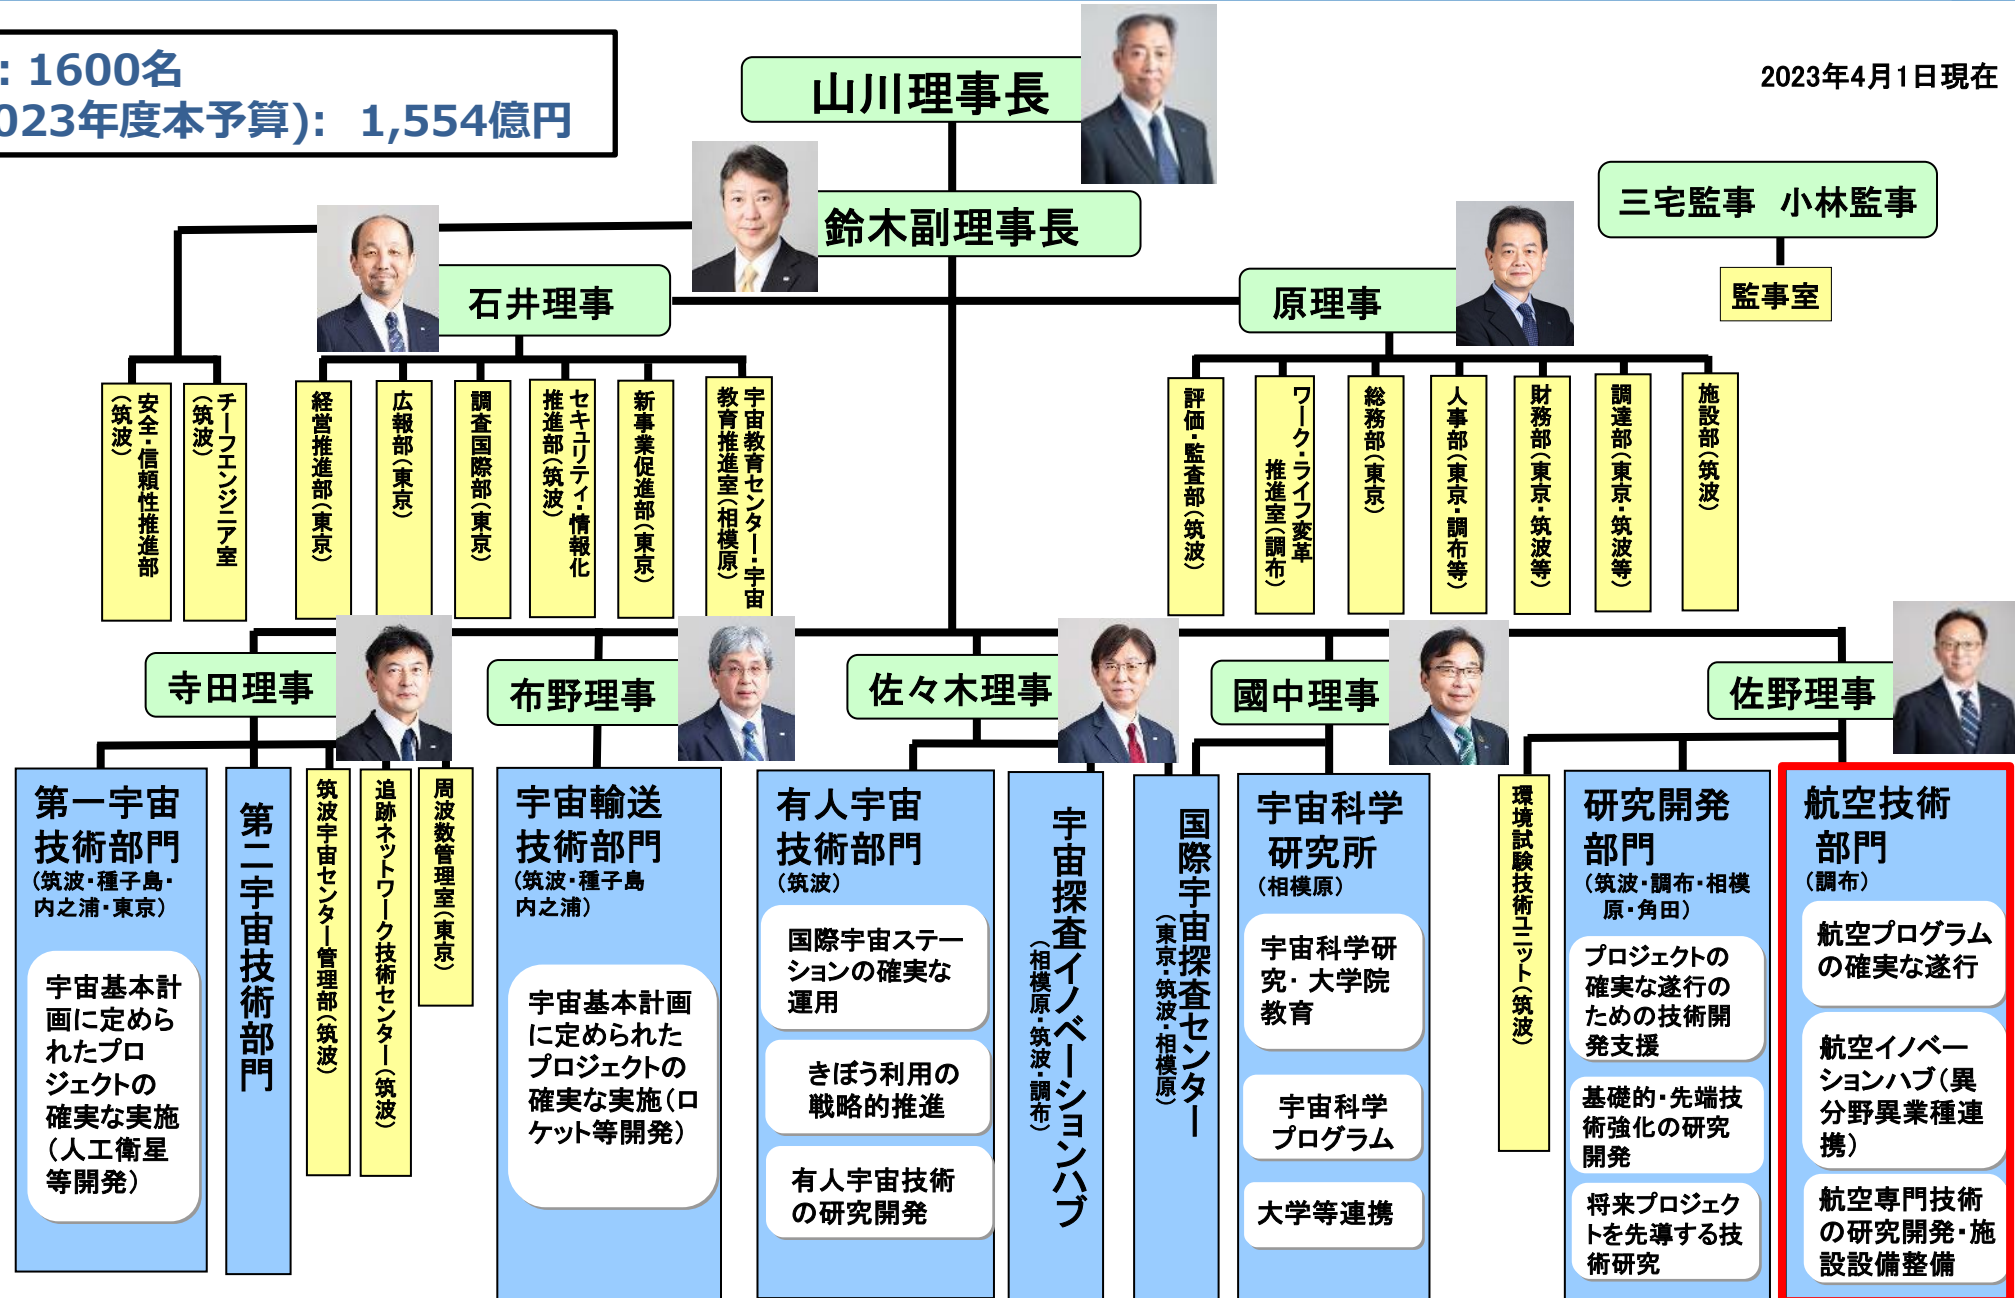 : 1600名
023年度本予算): 1,554億円
2023年4月1日現在
山川理事長
鈴木副理事長
三宅監事 小林監事
監事室
石井理事
原理事
安全・信頼性推進部
(筑波)
チーフエンジニア室
(筑波)
経営推進部(東京)
広報部(東京)
調査国際部(東京)
セキュリティ・情報化
推進部(筑波)
新事業促進部(東京)
宇宙教育センター・宇宙
教育推進室(相模原)
評価・監査部(筑波)
ワーク・ライフ変革
推進室(調布)
総務部(東京)
人事部(東京・調布等)
財務部(東京・筑波等)
調達部(東京・筑波等)
施設部(筑波)
寺田理事
布野理事
佐々木理事
國中理事
佐野理事
第一宇宙
技術部門
(筑波・種子島・
内之浦・東京)
宇宙基本計
画に定めら
れたプロ
ジェクトの
確実な実施
(人工衛星
等開発)
第二宇宙技術部門
筑波宇宙センター管理部(筑波)
追跡ネットワーク技術センター(筑波)
周波数管理室(東京)
宇宙輸送
技術部門
(筑波・種子島
内之浦)
宇宙基本計画
に定められた
プロジェクトの
確実な実施(ロ
ケット等開発)
有人宇宙
技術部門
(筑波)
国際宇宙ステー
ションの確実な
運用
きぼう利用の
戦略的推進
有人宇宙技術
の研究開発
宇宙探査イノベーションハブ
(相模原・筑波・調布)
国際宇宙探査センター
(東京・筑波・相模原)
宇宙科学
研究所
(相模原)
宇宙科学研
究・大学院
教育
宇宙科学
プログラム
大学等連携
環境試験技術ユニット(筑波)
研究開発
部門
(筑波・調布・相模
原・角田)
プロジェクトの
確実な遂行の
ための技術開
発支援
基礎的・先端技
術強化の研究
開発
将来プロジェク
トを先導する技
術研究
航空技術
部門
(調布)
航空プログラム
の確実な遂行
航空イノベー
ションハブ(異
分野異業種連
携)
航空専門技術
の研究開発・施
設設備整備